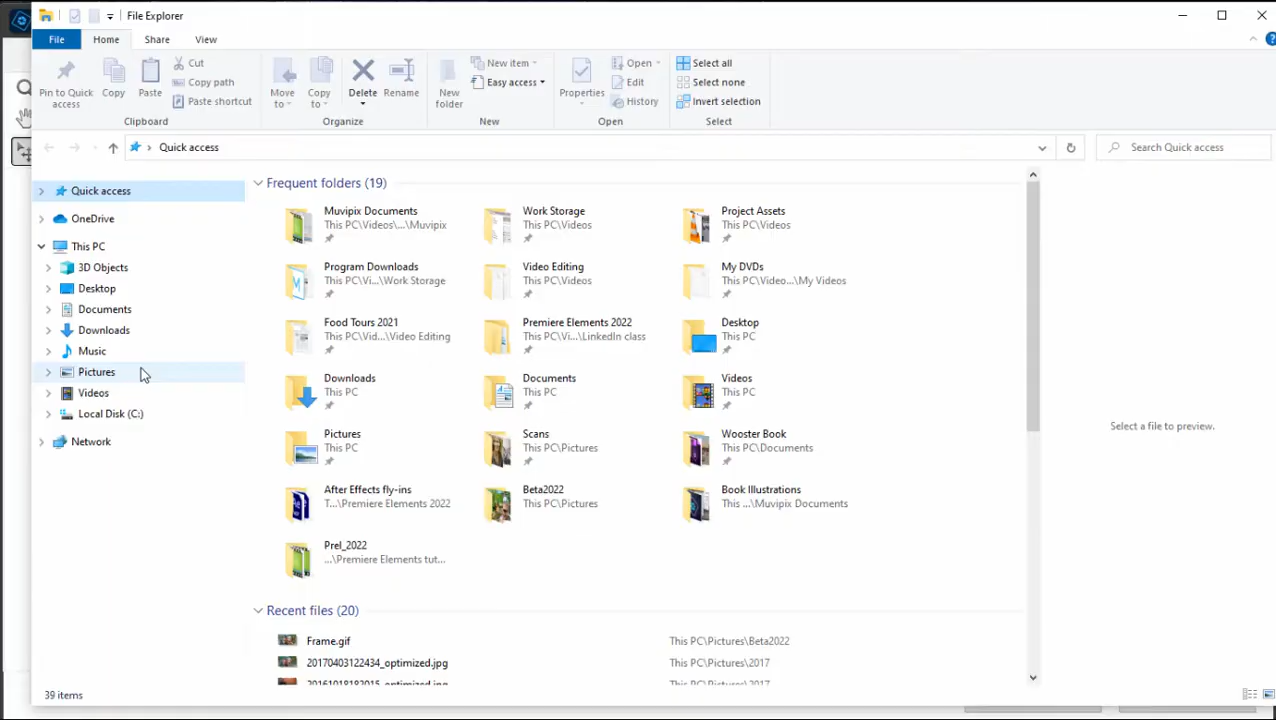 File Explorer
File Home Share View
Pin to Quick access
Copy
Paste
Cut
Copy path
Paste shortcut
Clipboard
Move to
Copy to
Delete
Rename
Organize
New folder
New item
Easy access
New
Properties
Open
Edit
History
Open
Select all
Select none
Invert selection
Select
Quick access
Search Quick access
Quick access
OneDrive
This PC
3D Objects
Desktop
Documents
Downloads
Music
Pictures
Videos
Local Disk (C:)
Network
Frequent folders (19)
Muvipix Documents
This PC\Videos\...\Muvipix
Work Storage
This PC\Videos
Project Assets
This PC\Videos
Program Downloads
This PC\Vi...\Work Storage
Video Editing
This PC\Videos
My DVDs
This PC\Video...\My Videos
Food Tours 2021
This PC\Vid...\Video Editing
Premiere Elements 2022
This PC\Vi...\LinkedIn class
Desktop
This PC
Downloads
This PC
Documents
This PC
Videos
This PC
Pictures
This PC
Scans
This PC\Pictures
Wooster Book
This PC\Documents
After Effects fly-ins
T...\Premiere Elements 2022
Beta2022
This PC\Pictures
Book Illustrations
This ...\Muvipix Documents
Prel_2022
...\Premiere Elements tut...
Recent files (20)
Frame.gif This PC\Pictures\Beta2022
20170403122434_optimized.jpg This PC\Pictures\2017
20161018182015_optimized.jpg This PC\Pictures\2017
Select a file to preview.
39 items